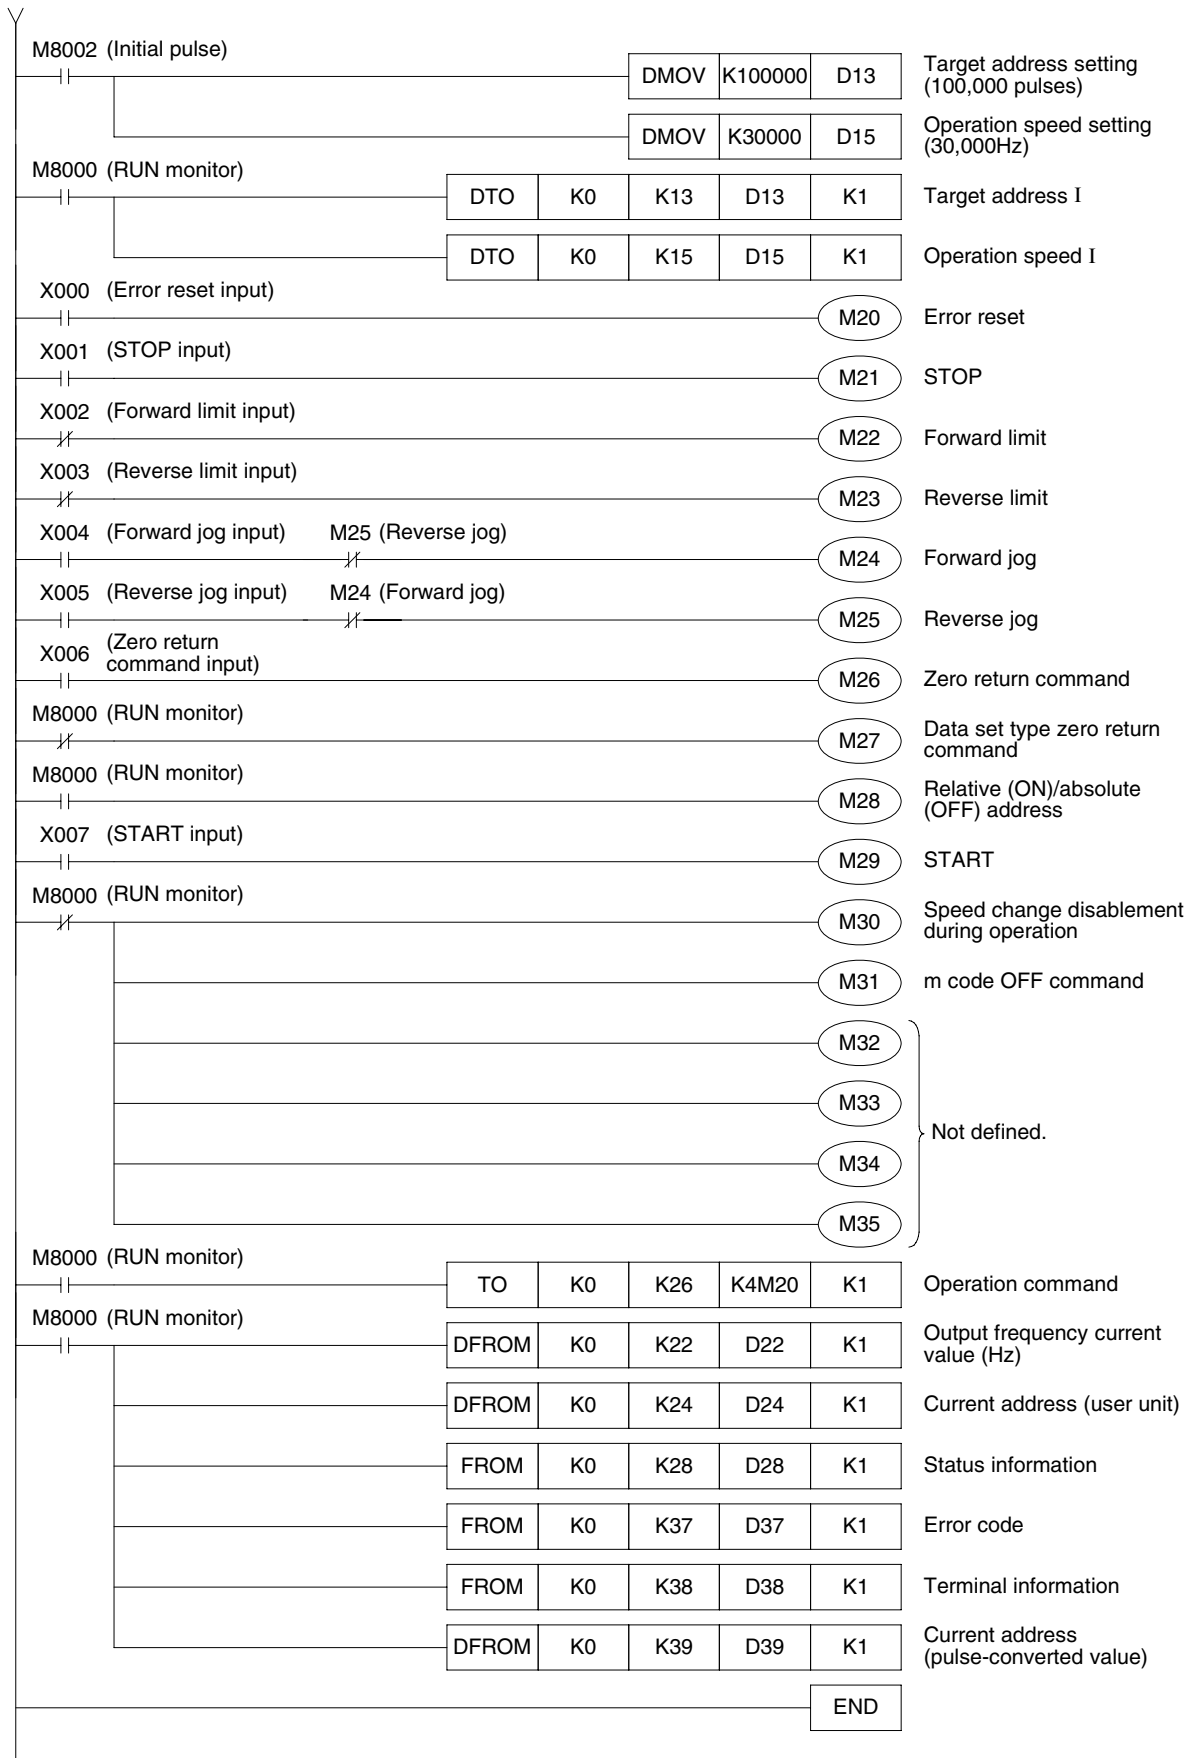 M8002 (Initial pulse)
DMOV K100000 D13 Target address setting
(100,000 pulses)
DMOV K30000 D15 Operation speed setting
(30,000Hz)
M8000 (RUN monitor)
DTO K0 K13 D13 K1 Target address I
DTO K0 K15 D15 K1 Operation speed I
X000 (Error reset input)
M20 Error reset
X001 (STOP input)
M21 STOP
X002 (Forward limit input)
M22 Forward limit
X003 (Reverse limit input)
M23 Reverse limit
X004 (Forward jog input) M25 (Reverse jog)
M24 Forward jog
X005 (Reverse jog input) M24 (Forward jog)
M25 Reverse jog
X006 (Zero return
command input)
M26 Zero return command
M8000 (RUN monitor)
M27 Data set type zero return
command
M8000 (RUN monitor)
M28 Relative (ON)/absolute
(OFF) address
X007 (START input)
M29 START
M8000 (RUN monitor)
M30 Speed change disablement
during operation
M31 m code OFF command
M32
M33
Not defined.
M34
M35
M8000 (RUN monitor)
TO K0 K26 K4M20 K1 Operation command
M8000 (RUN monitor)
DFROM K0 K22 D22 K1 Output frequency current
value (Hz)
DFROM K0 K24 D24 K1 Current address (user unit)
FROM K0 K28 D28 K1 Status information
FROM K0 K37 D37 K1 Error code
FROM K0 K38 D38 K1 Terminal information
DFROM K0 K39 D39 K1 Current address
(pulse-converted value)
END